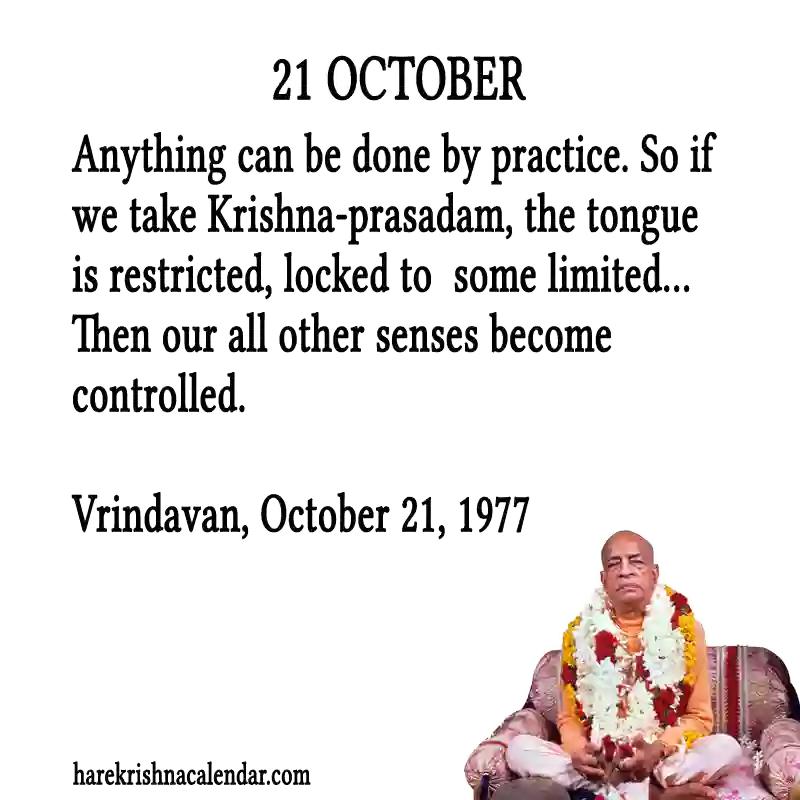 21 OCTOBER
Anything can be done by practice. So if
we take Krishna-prasadam, the tongue
is restricted, locked to  some limited...
Then our all other senses become
controlled.
Vrindavan, October 21, 1977
harekrishnacalendar.com